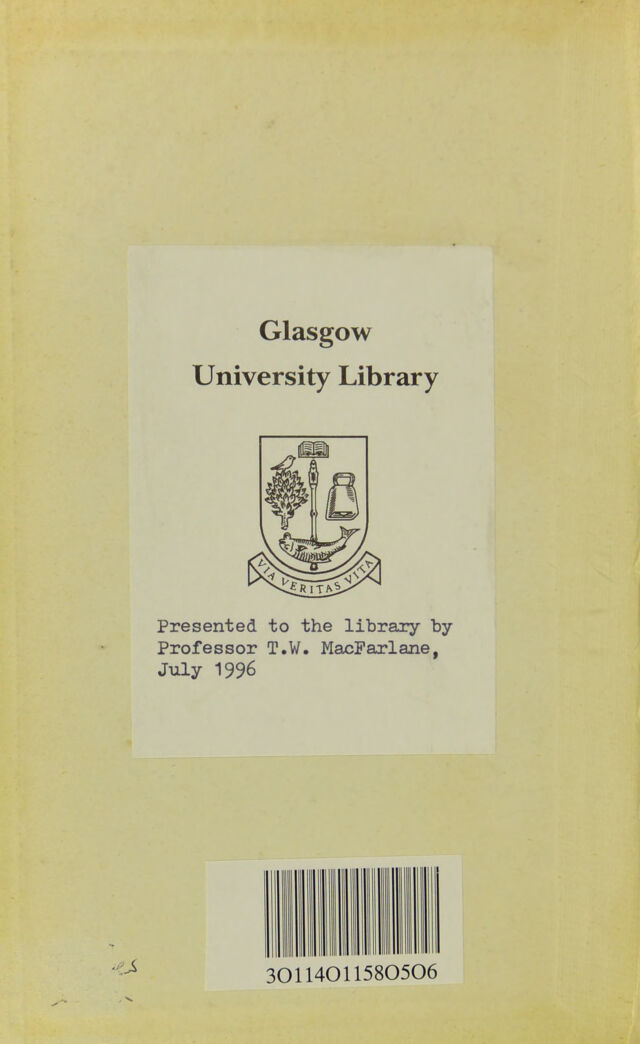 Glasgow
University Library
VIA VERITAS VITA
Presented to the library by
Professor T.W. MacFarlane,
July 1996
30114011580506